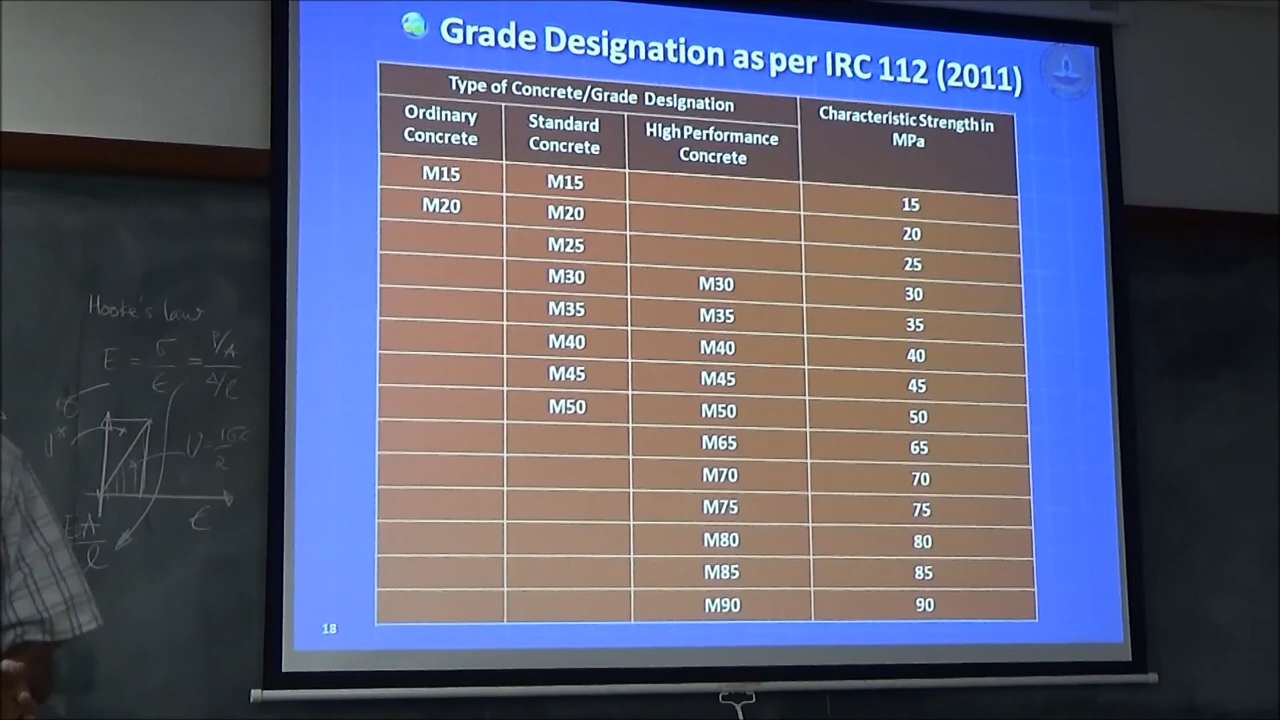 Grade Designation as per IRC 112 (2011)
Type of Concrete/Grade Designation
Characteristic Strength in
MPa
Ordinary
Concrete
Standard
Concrete
High Performance
Concrete
M15 M15 15
M20 M20 20
M25 25
M30 M30 30
M35 M35 35
M40 M40 40
M45 M45 45
M50 M50 50
M65 65
M70 70
M75 75
M80 80
M85 85
M90 90
18
Hooke's law
E = σ/ϵ = P/A